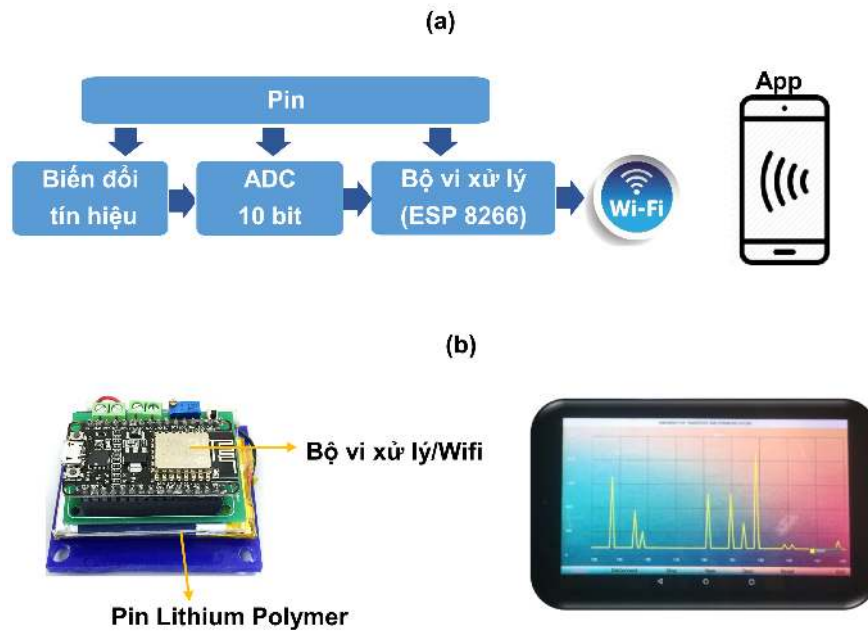 (a)
Pin
App
Biến đổi
tín hiệu
ADC
10 bit
Bộ vi xử lý
(ESP 8266)
Wi-Fi
(b)
Bộ vi xử lý/Wifi
Pin Lithium Polymer